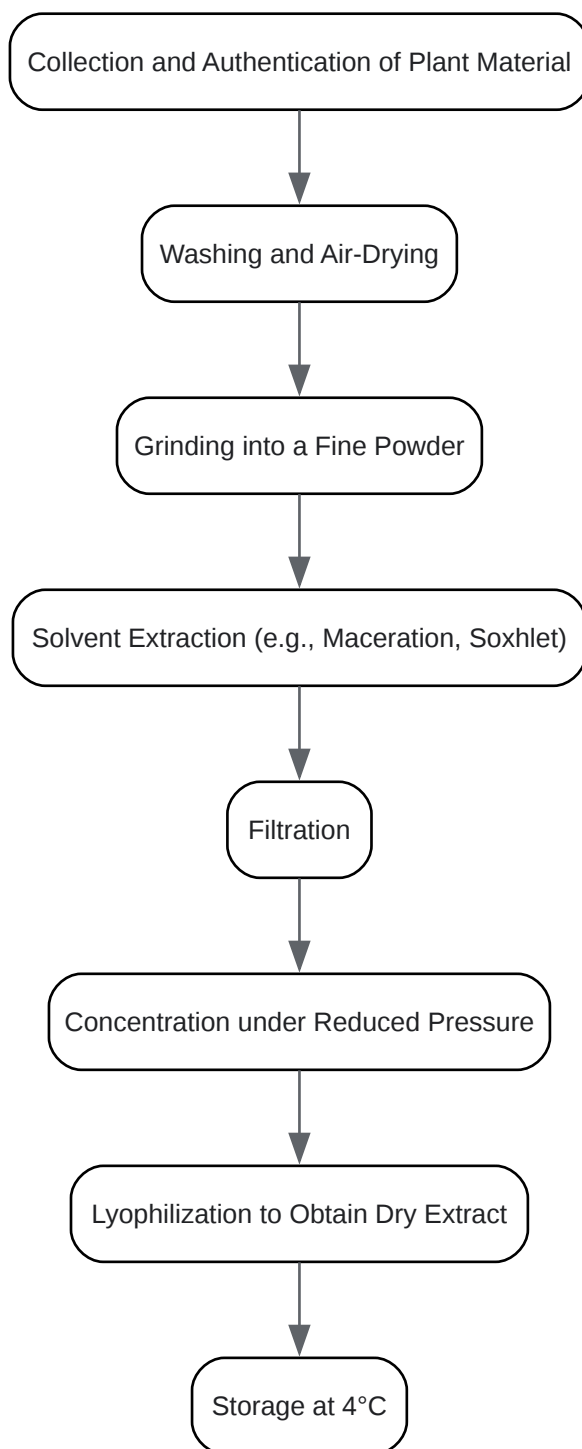 Collection and Authentication of Plant Material
Washing and Air-Drying
Grinding into a Fine Powder
Solvent Extraction (e.g., Maceration, Soxhlet)
Filtration
Concentration under Reduced Pressure
Lyophilization to Obtain Dry Extract
Storage at 4°C